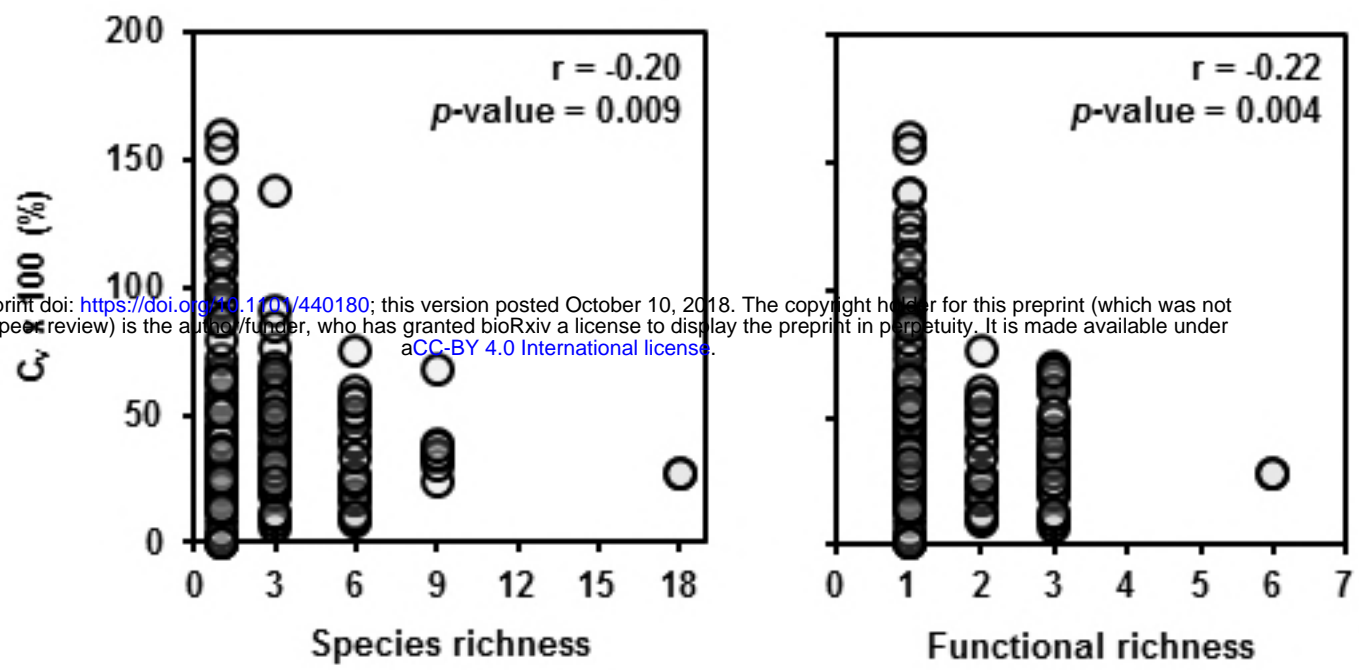 200
r = -0.20
p-value = 0.009
150
100
50
0
Cv x 100 (%)
0 3 6 9 12 15 18
Species richness
r = -0.22
p-value = 0.004
0 1 2 3 4 5 6 7
Functional richness
print doi: https://doi.org/10.1101/440180; this version posted October 10, 2018. The copyright holder for this preprint (which was not
peer review) is the author/funder, who has granted bioRxiv a license to display the preprint in perpetuity. It is made available under
aCC-BY 4.0 International license.